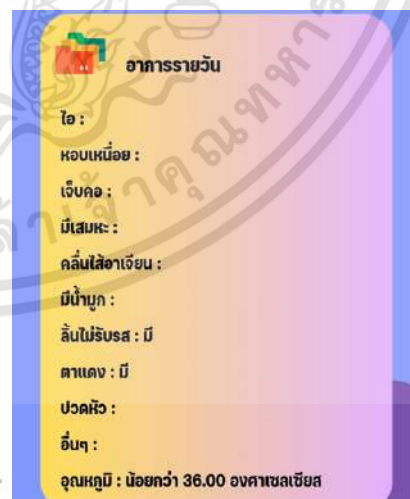 อาการรายวัน
ไอ :
หอบเหนื่อย :
เจ็บคอ :
มีเสมหะ :
คลื่นไส้อาเจียน :
มีน้ำมูก :
ลิ้นไม่รับรส : มี
ตาแดง : มี
ปวดหัว :
อื่นๆ :
อุณหภูมิ : น้อยกว่า 36.00 องศาเซลเซียส